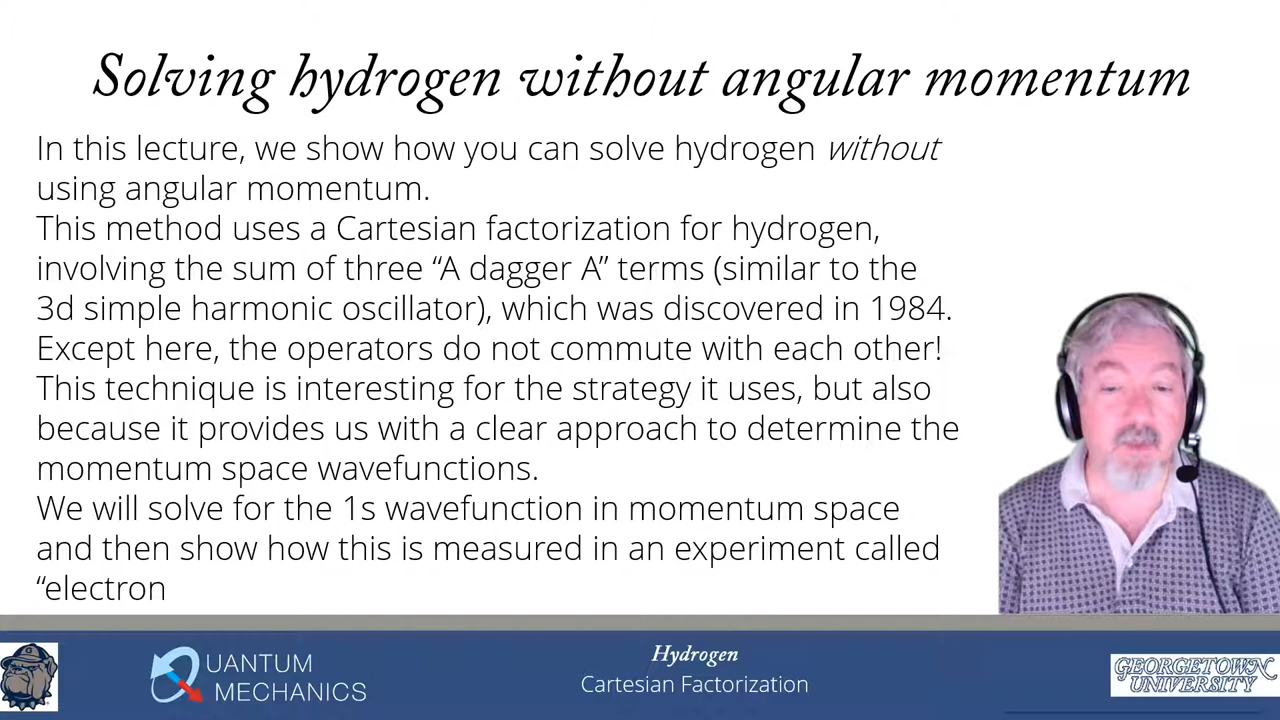 Solving hydrogen without angular momentum
In this lecture, we show how you can solve hydrogen without
using angular momentum.
This method uses a Cartesian factorization for hydrogen,
involving the sum of three “A dagger A” terms (similar to the
3d simple harmonic oscillator), which was discovered in 1984.
Except here, the operators do not commute with each other!
This technique is interesting for the strategy it uses, but also
because it provides us with a clear approach to determine the
momentum space wavefunctions.
We will solve for the 1s wavefunction in momentum space
and then show how this is measured in an experiment called
“electron
QUANTUM
MECHANICS
Hydrogen
Cartesian Factorization
GEORGETOWN
UNIVERSITY